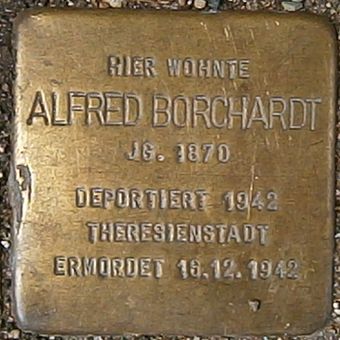 HIER WOHNTE
ALFRED BORCHARDT
JG. 1870
DEPORTIERT 1942
THERESIENSTADT
ERMORDET 16.12.1942